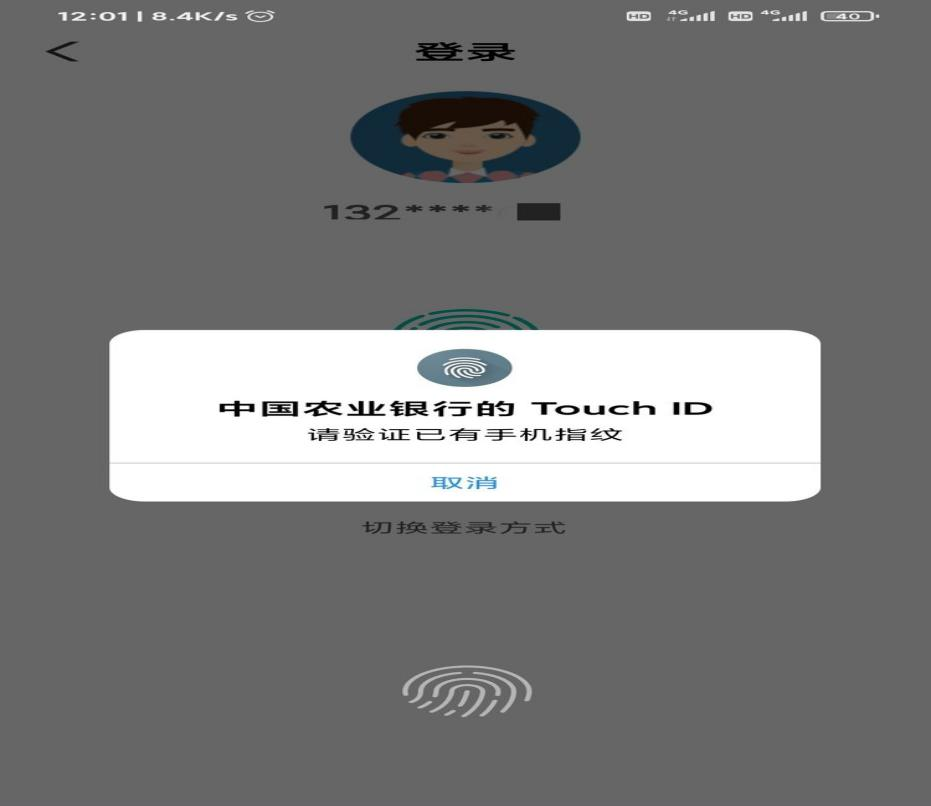 12:01 | 8.4K/s HD 4G HD 4G 40
登录
132****
中国农业银行的 Touch ID
请验证已有手机指纹
取消
切换登录方式